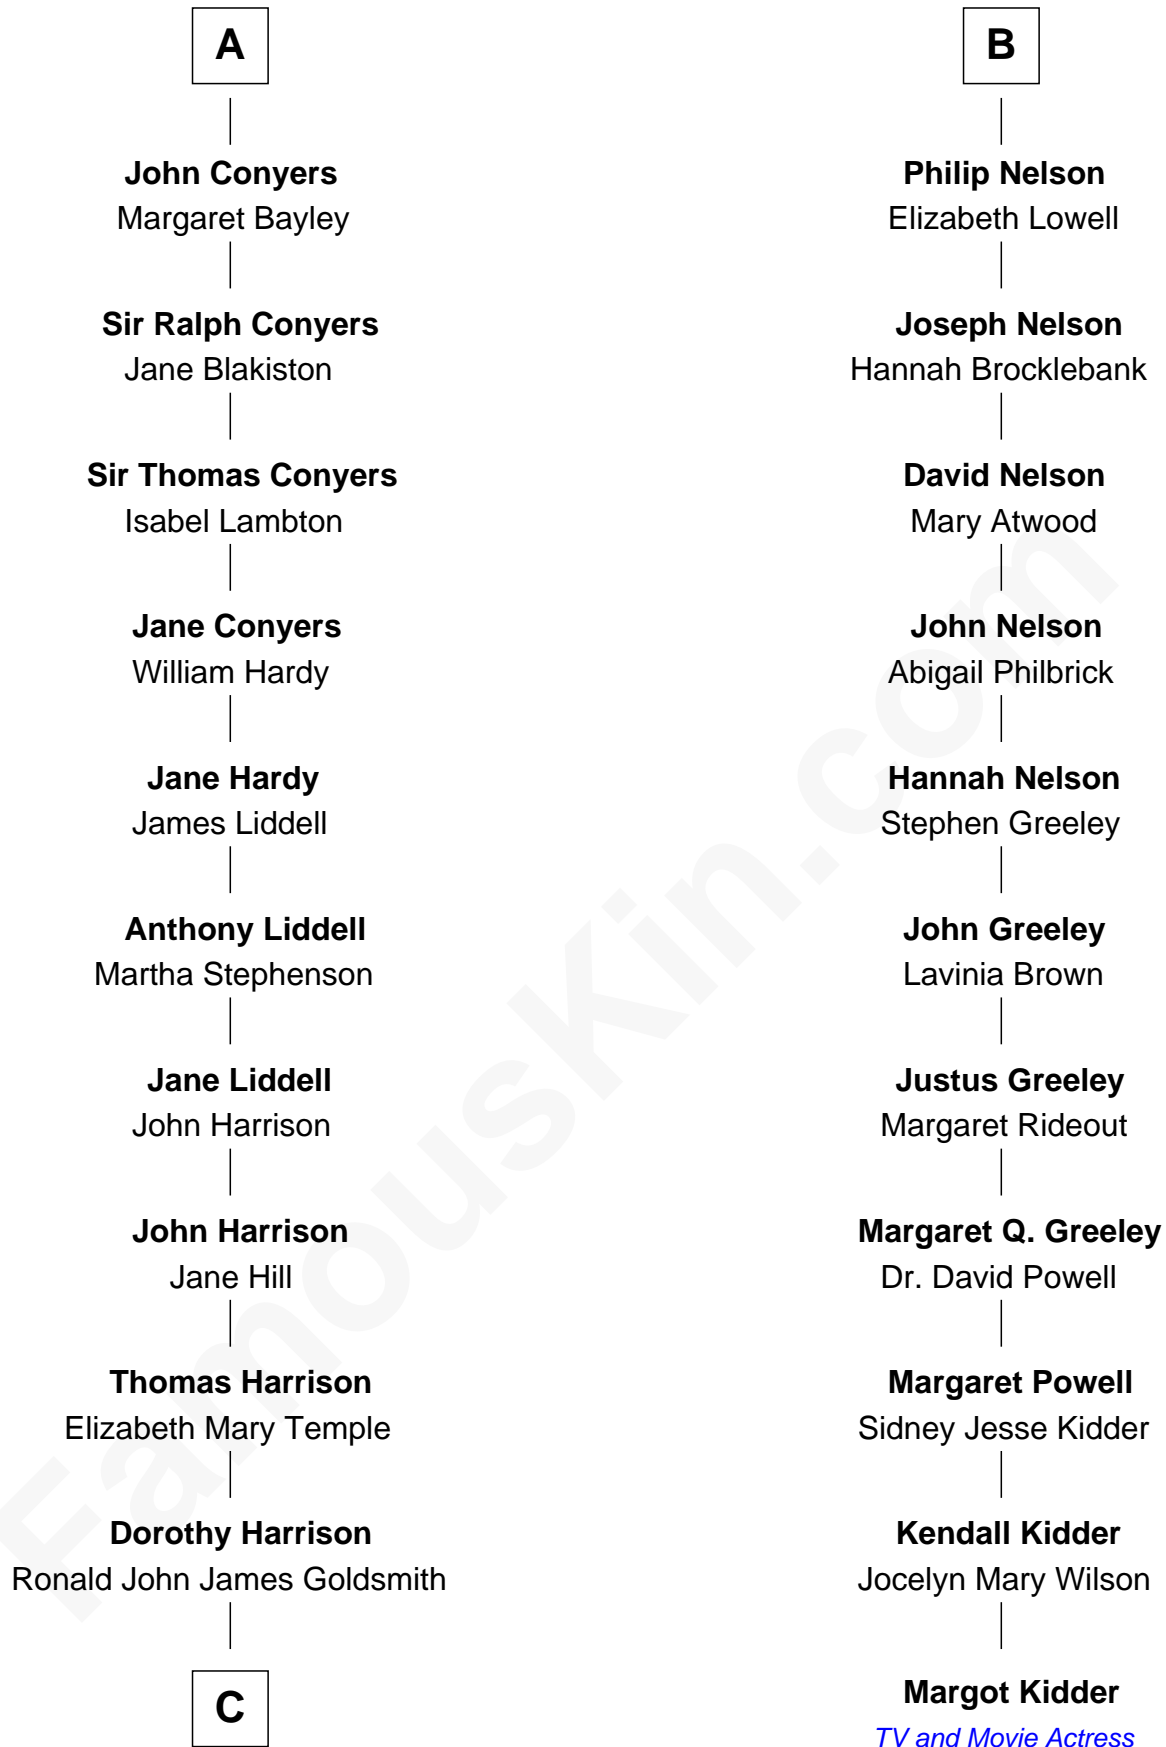 A
John Conyers
Margaret Bayley
Sir Ralph Conyers
Jane Blakiston
Sir Thomas Conyers
Isabel Lambton
Jane Conyers
William Hardy
Jane Hardy
James Liddell
Anthony Liddell
Martha Stephenson
Jane Liddell
John Harrison
John Harrison
Jane Hill
Thomas Harrison
Elizabeth Mary Temple
Dorothy Harrison
Ronald John James Goldsmith
C
B
Philip Nelson
Elizabeth Lowell
Joseph Nelson
Hannah Brocklebank
David Nelson
Mary Atwood
John Nelson
Abigail Philbrick
Hannah Nelson
Stephen Greeley
John Greeley
Lavinia Brown
Justus Greeley
Margaret Rideout
Margaret Q. Greeley
Dr. David Powell
Margaret Powell
Sidney Jesse Kidder
Kendall Kidder
Jocelyn Mary Wilson
Margot Kidder
TV and Movie Actress
FamousKin.com